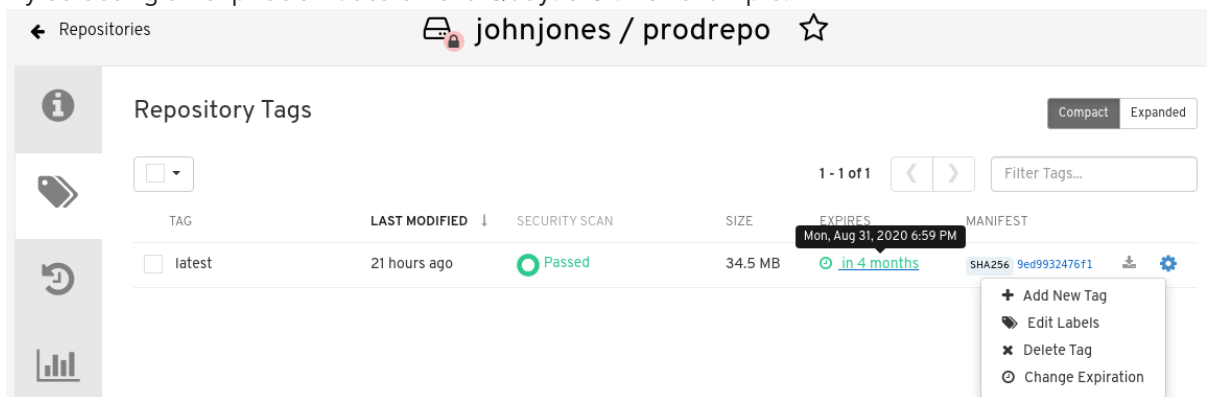 Repositories
johnjones / prodrepo
Repository Tags
Compact Expanded
1 - 1 of 1
Filter Tags...
TAG LAST MODIFIED ↓ SECURITY SCAN SIZE EXPIRES MANIFEST
Mon, Aug 31, 2020 6:59 PM
latest 21 hours ago Passed 34.5 MB in 4 months SHA256 9ed9932476f1
Add New Tag
Edit Labels
Delete Tag
Change Expiration